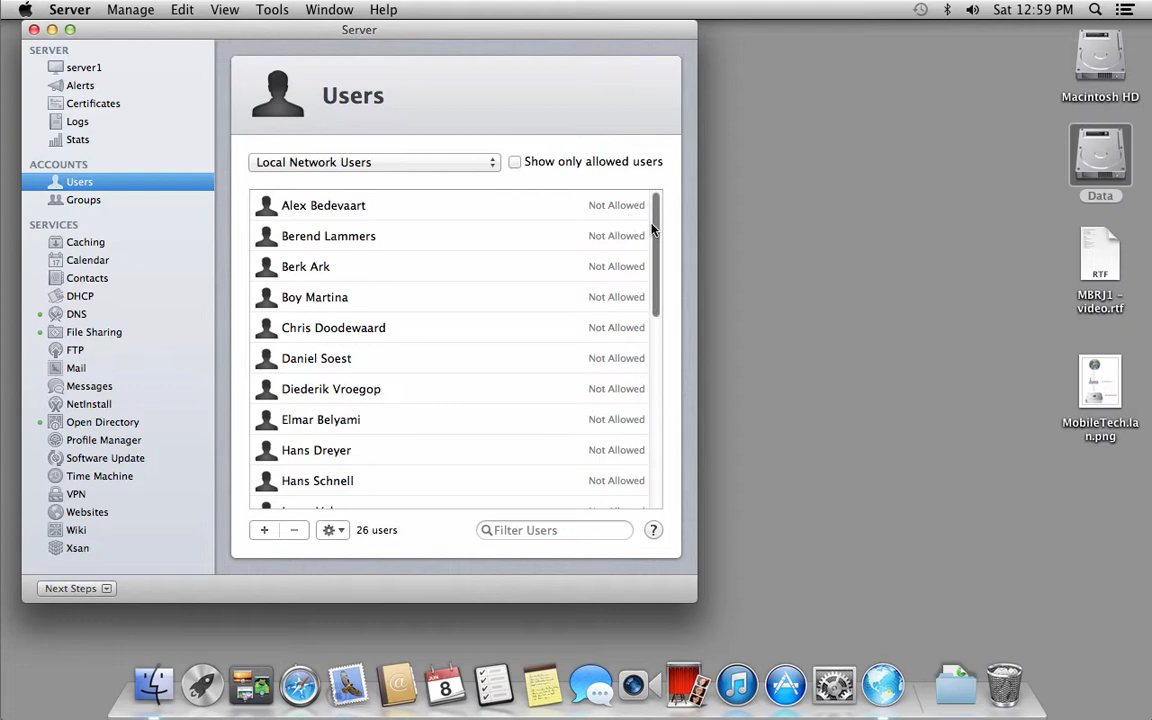 Server Manage Edit View Tools Window Help Sat 12:59 PM
Server
SERVER
server1
Alerts
Certificates
Logs
Stats
ACCOUNTS
Users
Groups
SERVICES
Caching
Calendar
Contacts
DHCP
DNS
File Sharing
FTP
Mail
Messages
NetInstall
Open Directory
Profile Manager
Software Update
Time Machine
VPN
Websites
Wiki
Xsan
Next Steps
Users
Local Network Users
Show only allowed users
Alex Bedevaart Not Allowed
Berend Lammers Not Allowed
Berk Ark Not Allowed
Boy Martina Not Allowed
Chris Doodewaard Not Allowed
Daniel Soest Not Allowed
Diederik Vroegop Not Allowed
Elmar Belyami Not Allowed
Hans Dreyer Not Allowed
Hans Schnell Not Allowed
+ − 26 users Filter Users ?
Macintosh HD
Data
RTF
MBRJ1 –
video.rtf
MobileTech.la
n.png
8